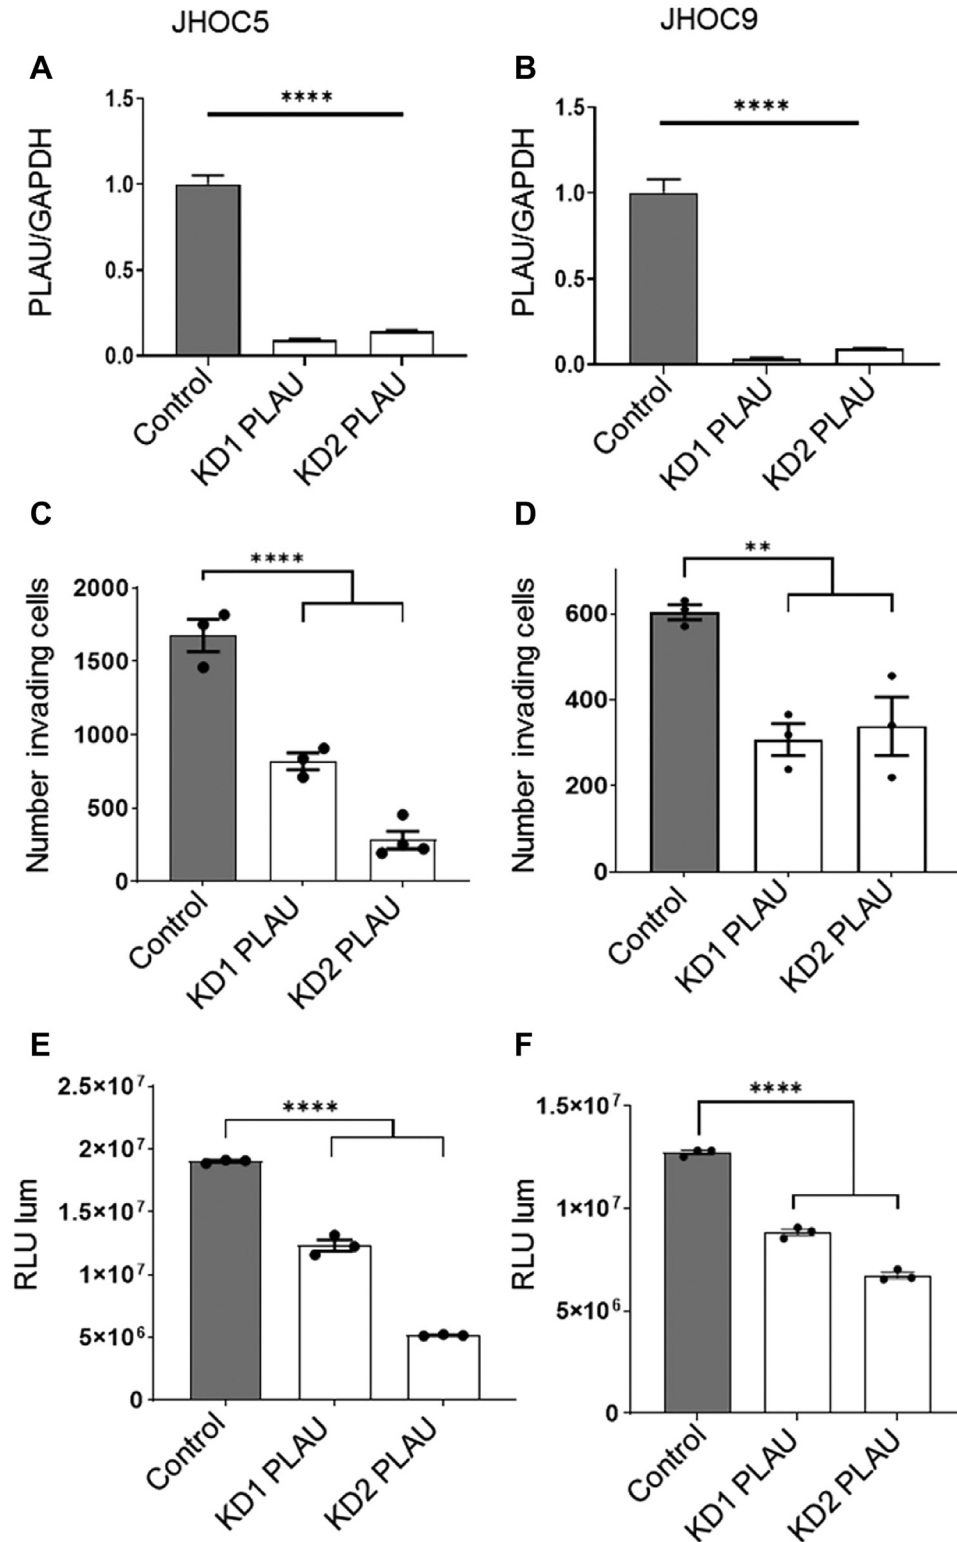 JHOC5
JHOC9
A
****
1.5
1.0
0.5
0.0
PLAU/GAPDH
Control
KD1 PLAU
KD2 PLAU
B
****
1.5
1.0
0.5
0.0
PLAU/GAPDH
Control
KD1 PLAU
KD2 PLAU
C
****
2000
1500
1000
500
0
Number invading cells
Control
KD1 PLAU
KD2 PLAU
D
**
600
400
200
0
Number invading cells
Control
KD1 PLAU
KD2 PLAU
E
****
2.5×10⁷
2×10⁷
1.5×10⁷
1×10⁷
5×10⁶
0
RLU lum
Control
KD1 PLAU
KD2 PLAU
F
****
1.5×10⁷
1×10⁷
5×10⁶
0
RLU lum
Control
KD1 PLAU
KD2 PLAU